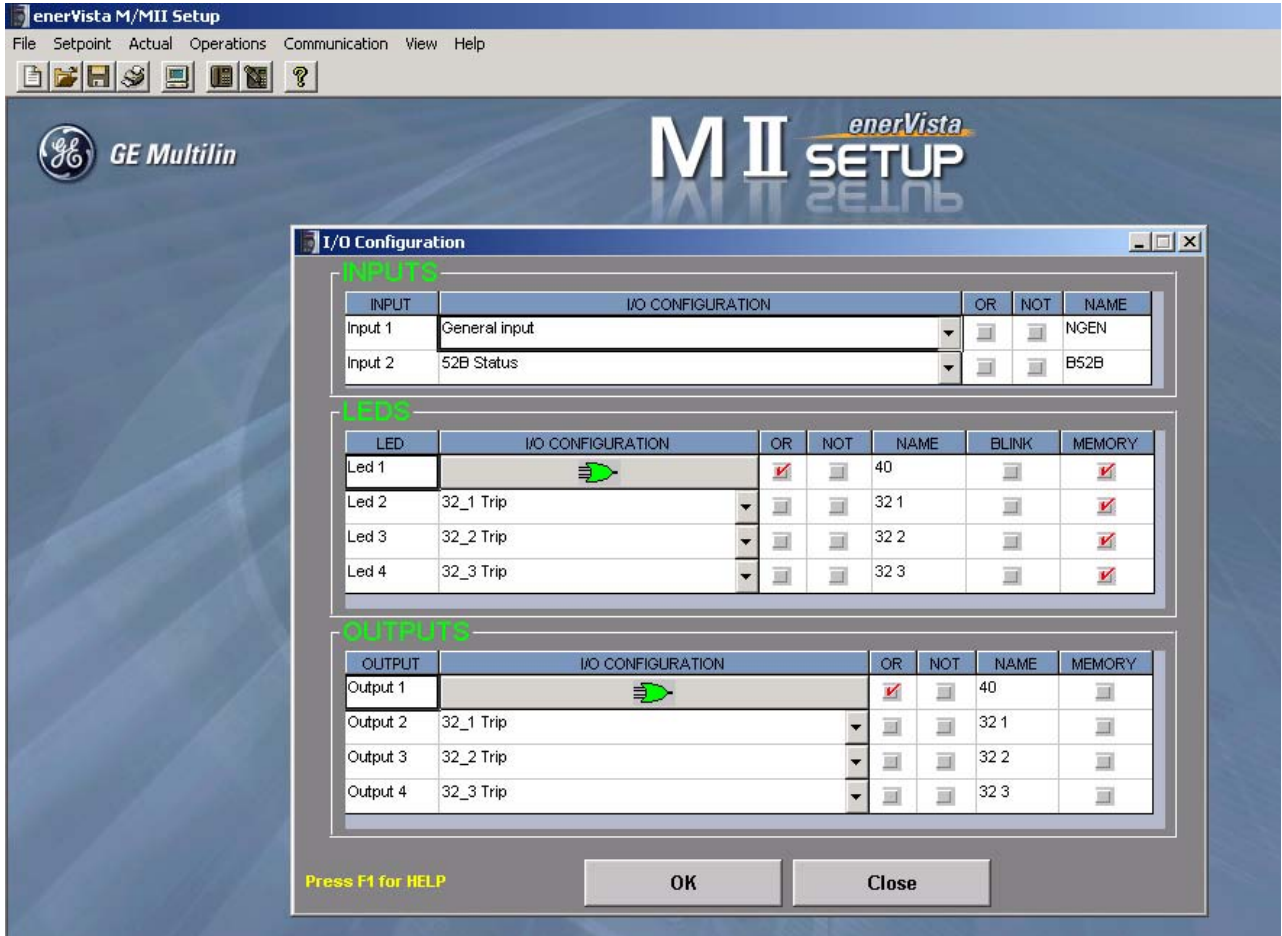 enerVista M/MII Setup
File Setpoint Actual Operations Communication View Help
GE Multilin
M II enerVista SETUP
I/O Configuration
INPUTS
INPUT I/O CONFIGURATION OR NOT NAME
Input 1 General input NGEN
Input 2 52B Status B52B
LEDS
LED I/O CONFIGURATION OR NOT NAME BLINK MEMORY
Led 1 40
Led 2 32_1 Trip 32 1
Led 3 32_2 Trip 32 2
Led 4 32_3 Trip 32 3
OUTPUTS
OUTPUT I/O CONFIGURATION OR NOT NAME MEMORY
Output 1 40
Output 2 32_1 Trip 32 1
Output 3 32_2 Trip 32 2
Output 4 32_3 Trip 32 3
Press F1 for HELP OK Close